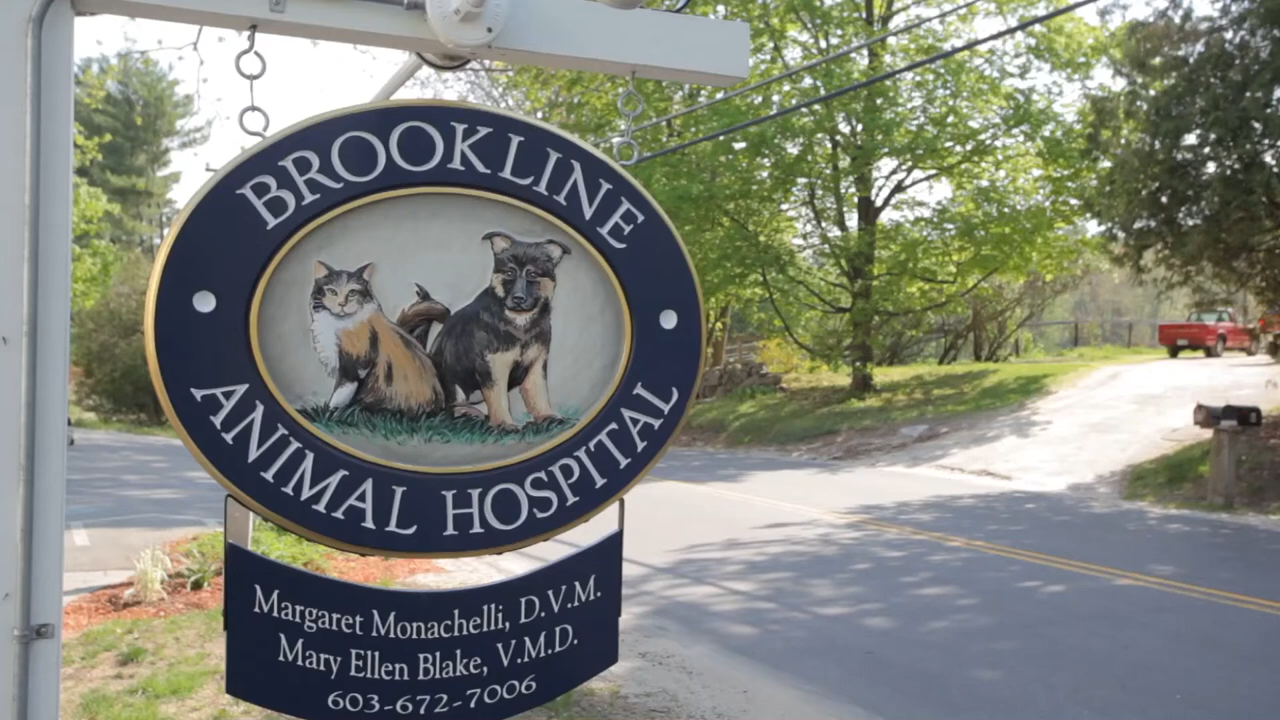 BROOKLINE
ANIMAL HOSPITAL
Margaret Monachelli, D.V.M.
Mary Ellen Blake, V.M.D.
603-672-7006